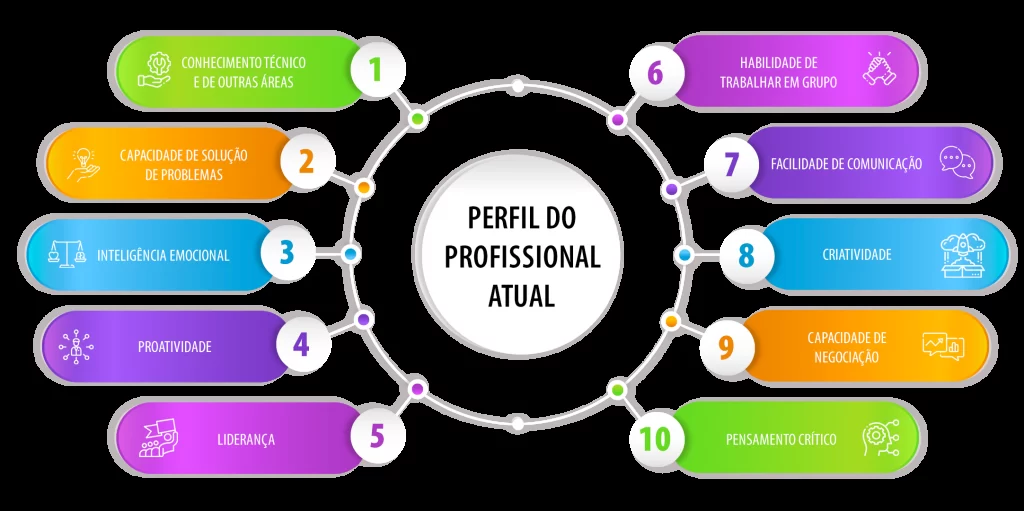 CONHECIMENTO TÉCNICO
E DE OUTRAS ÁREAS
1
CAPACIDADE DE SOLUÇÃO
DE PROBLEMAS
2
INTELIGÊNCIA EMOCIONAL
3
PROATIVIDADE
4
LIDERANÇA
5
PERFIL DO
PROFISSIONAL
ATUAL
6
HABILIDADE DE
TRABALHAR EM GRUPO
7
FACILIDADE DE COMUNICAÇÃO
8
CRIATIVIDADE
9
CAPACIDADE DE
NEGOCIAÇÃO
10
PENSAMENTO CRÍTICO